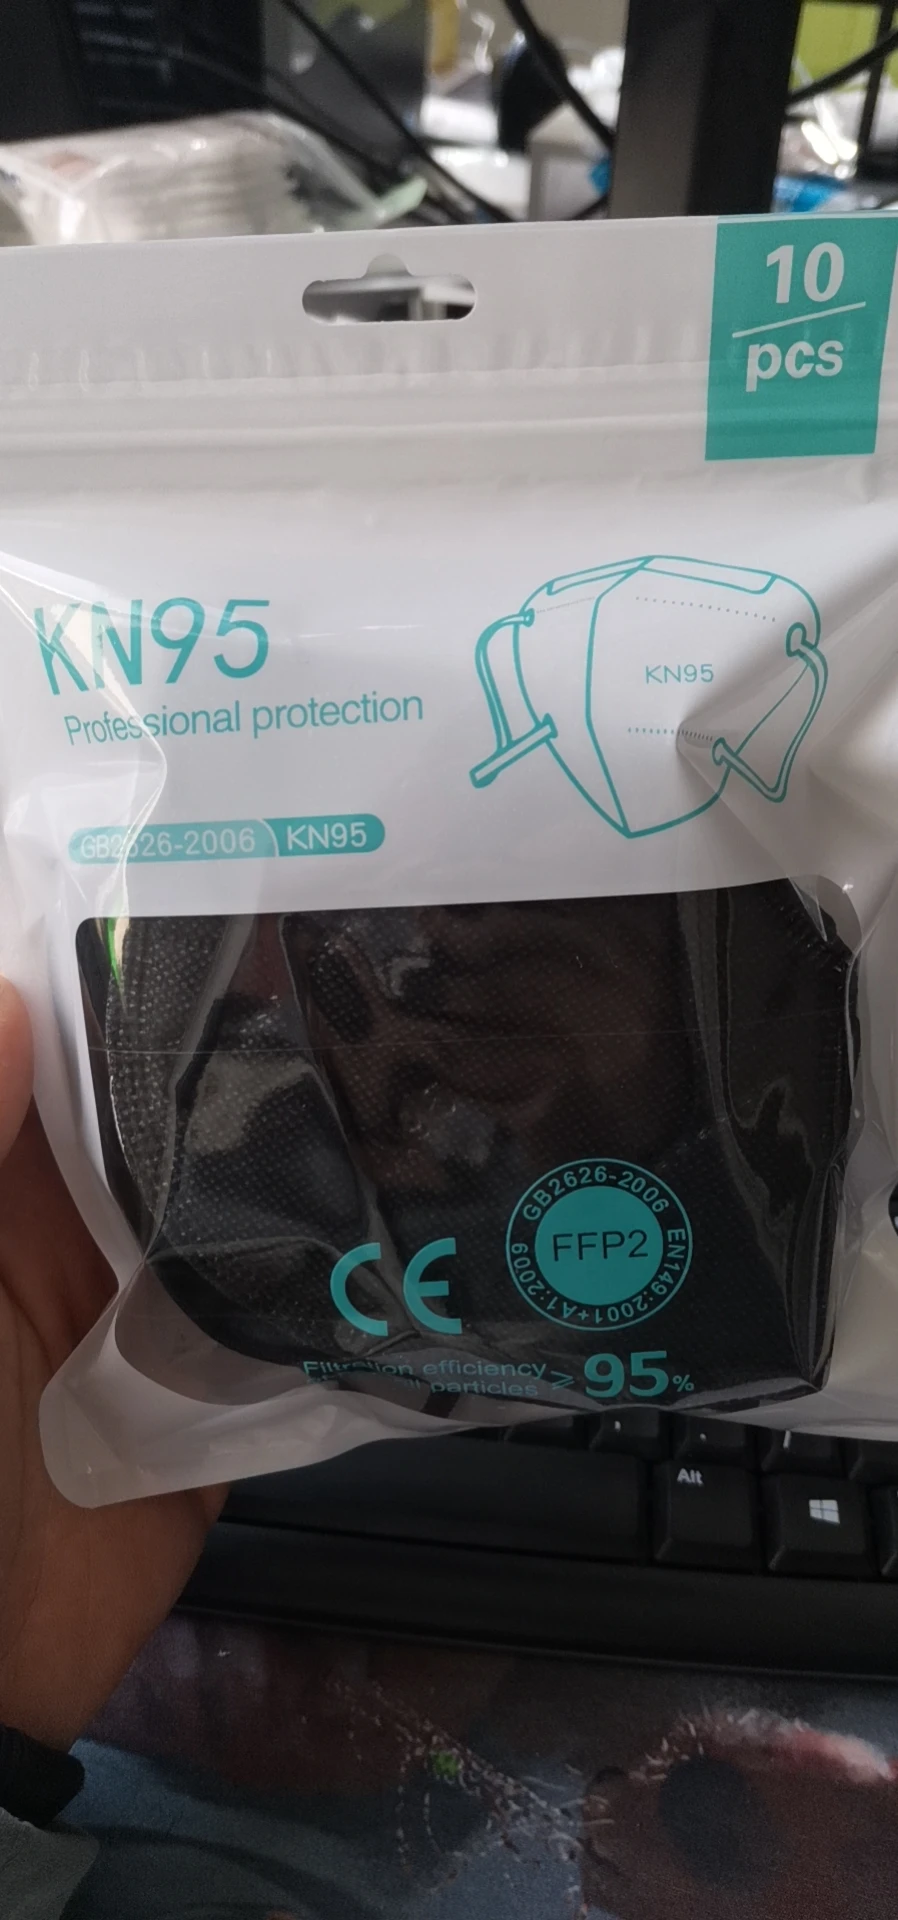 10
pcs
KN95
Professional protection
KN95
GB2626-2006 KN95
GB2626-2006 EN149:2001+A1:2009
FFP2
CE
Filtration efficiency
particles ≥ 95%
Alt